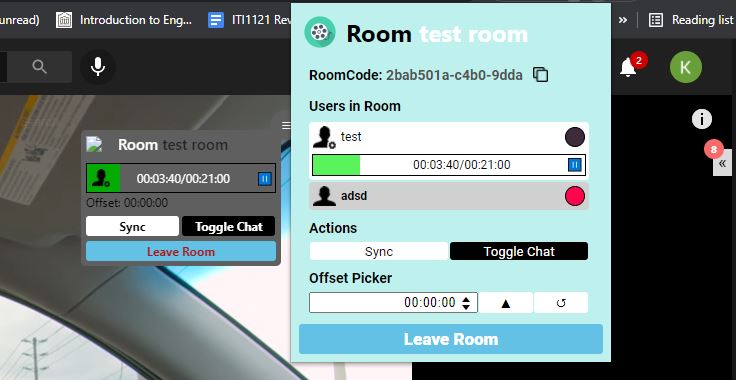 unread)
Introduction to Eng...
ITI1121 Rev
»
Reading list
2
K
8
«
Room test room
00:03:40/00:21:00
Offset: 00:00:00
Sync
Toggle Chat
Leave Room
Room test room
RoomCode: 2bab501a-c4b0-9dda
Users in Room
test
00:03:40/00:21:00
adsd
Actions
Sync
Toggle Chat
Offset Picker
00:00:00
Leave Room